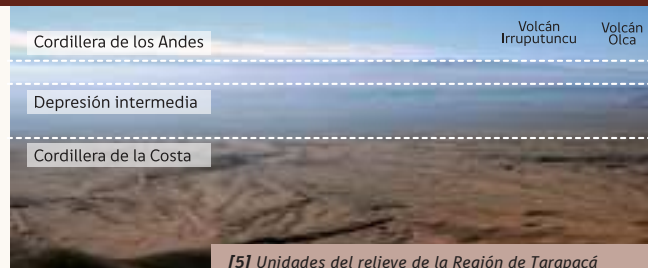 Cordillera de los Andes
Volcán
Irruputuncu
Volcán
Olca
Depresión intermedia
Cordillera de la Costa
[5] Unidades del relieve de la Región de Tarapacá